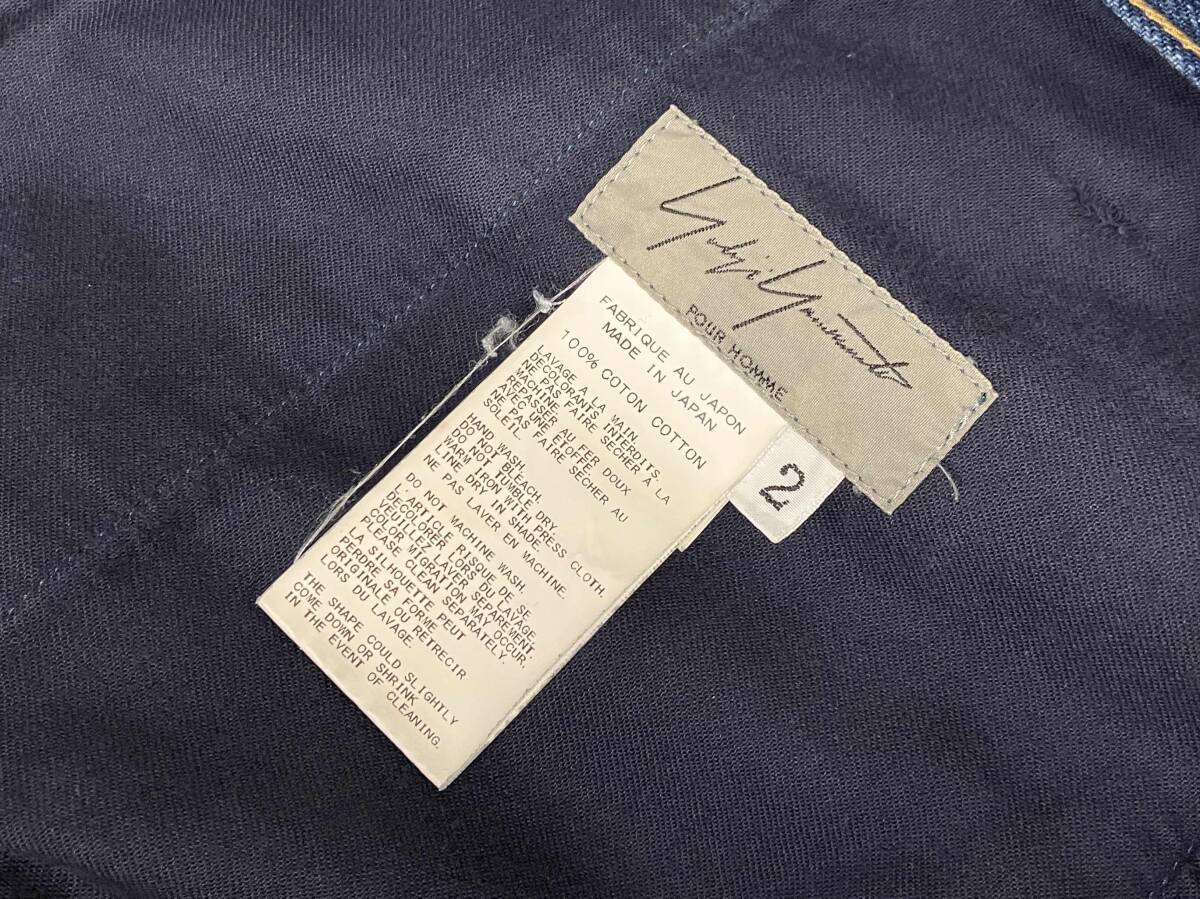 Yohji Yamamoto
POUR HOMME
2
FABRIQUE AU JAPON
MADE IN JAPAN
100% COTON COTTON
LAVAGE A LA MAIN.
DECOLORANTS INTERDITS.
NE PAS FAIRE SECHER A LA
MACHINE.
REPASSER AU FER DOUX
AVEC UNE ETOFFE.
NE PAS FAIRE SECHER AU
SOLEIL.
HAND WASH.
DO NOT BLEACH.
DO NOT TUMBLE DRY.
WARM IRON WITH PRESS CLOTH.
LINE DRY IN SHADE.
NE PAS LAVER EN MACHINE.
DO NOT MACHINE WASH.
L'ARTICLE RISQUE DE SE
DECOLORER LORS DU LAVAGE.
VEUILLEZ LAVER SEPAREMENT.
COLOR MIGRATION MAY OCCUR,
PLEASE CLEAN SEPARATELY.
LA SILHOUETTE PEUT
PERDRE SA FORME
ORIGINALE OU RETRECIR
LORS DU LAVAGE.
THE SHAPE COULD SLIGHTLY
COME DOWN OR SHRINK
IN THE EVENT OF CLEANING.